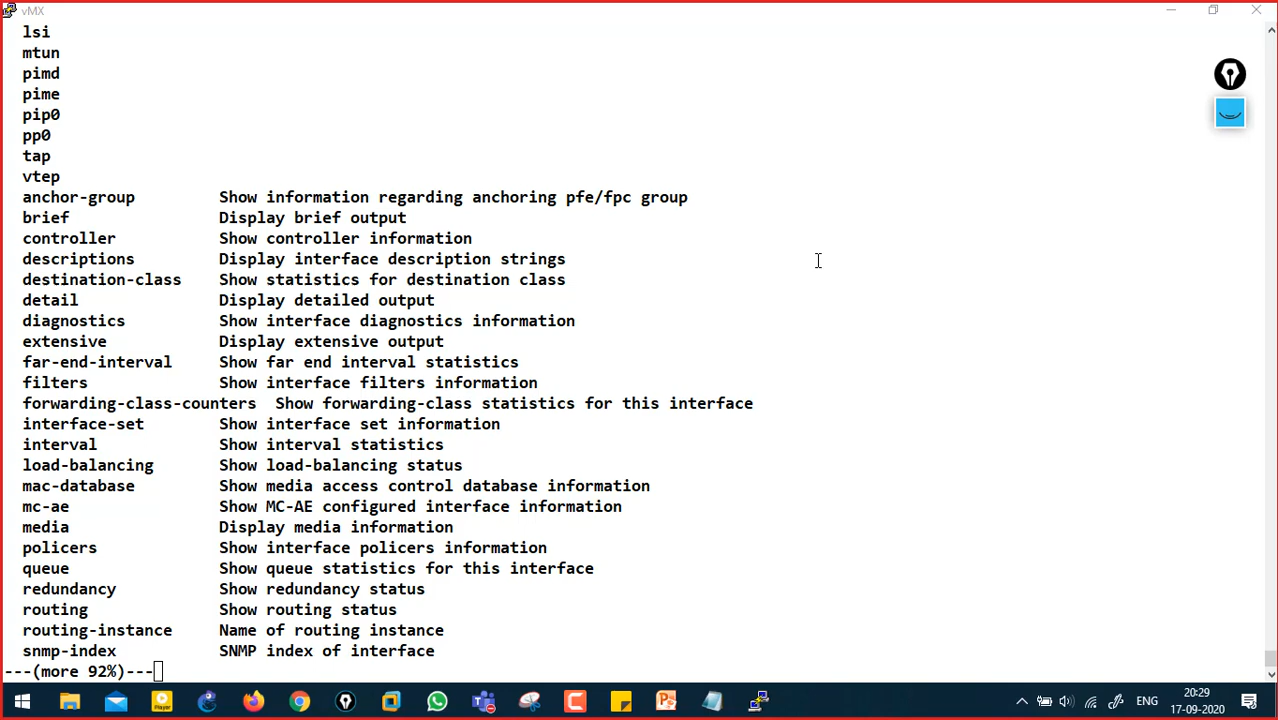 vMX
lsi
mtun
pimd
pime
pip0
pp0
tap
vtep
anchor-group Show information regarding anchoring pfe/fpc group
brief Display brief output
controller Show controller information
descriptions Display interface description strings
destination-class Show statistics for destination class
detail Display detailed output
diagnostics Show interface diagnostics information
extensive Display extensive output
far-end-interval Show far end interval statistics
filters Show interface filters information
forwarding-class-counters Show forwarding-class statistics for this interface
interface-set Show interface set information
interval Show interval statistics
load-balancing Show load-balancing status
mac-database Show media access control database information
mc-ae Show MC-AE configured interface information
media Display media information
policers Show interface policers information
queue Show queue statistics for this interface
redundancy Show redundancy status
routing Show routing status
routing-instance Name of routing instance
snmp-index SNMP index of interface
---(more 92%)---
Player
ENG
20:29
17-09-2020